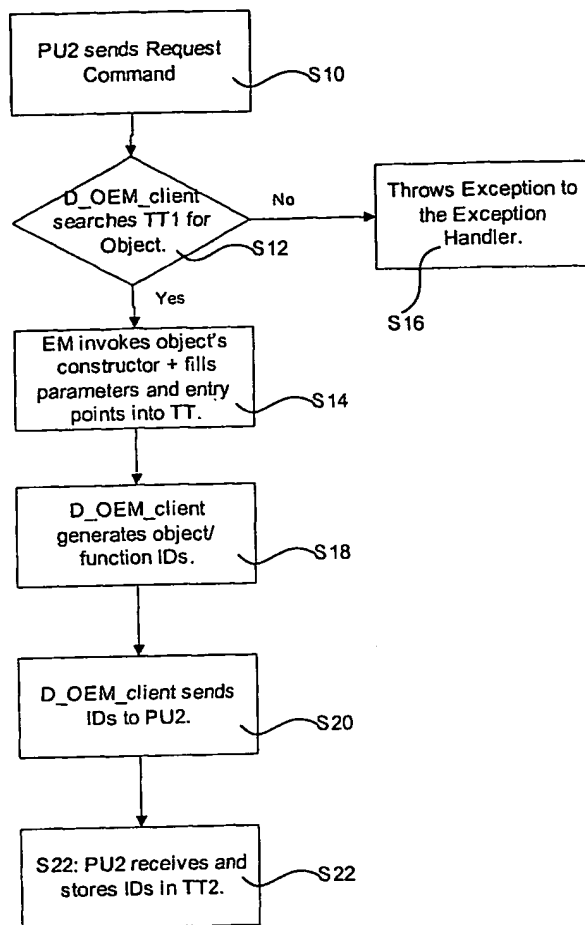 PU2 sends Request
Command
S10
D_OEM_client
searches TT1 for
Object.
S12
No
Throws Exception to
the Exception
Handler.
S16
Yes
EM invokes object's
constructor + fills
parameters and entry
points into TT.
S14
D_OEM_client
generates object/
function IDs.
S18
D_OEM_client sends
IDs to PU2.
S20
S22: PU2 receives and
stores IDs in TT2.
S22